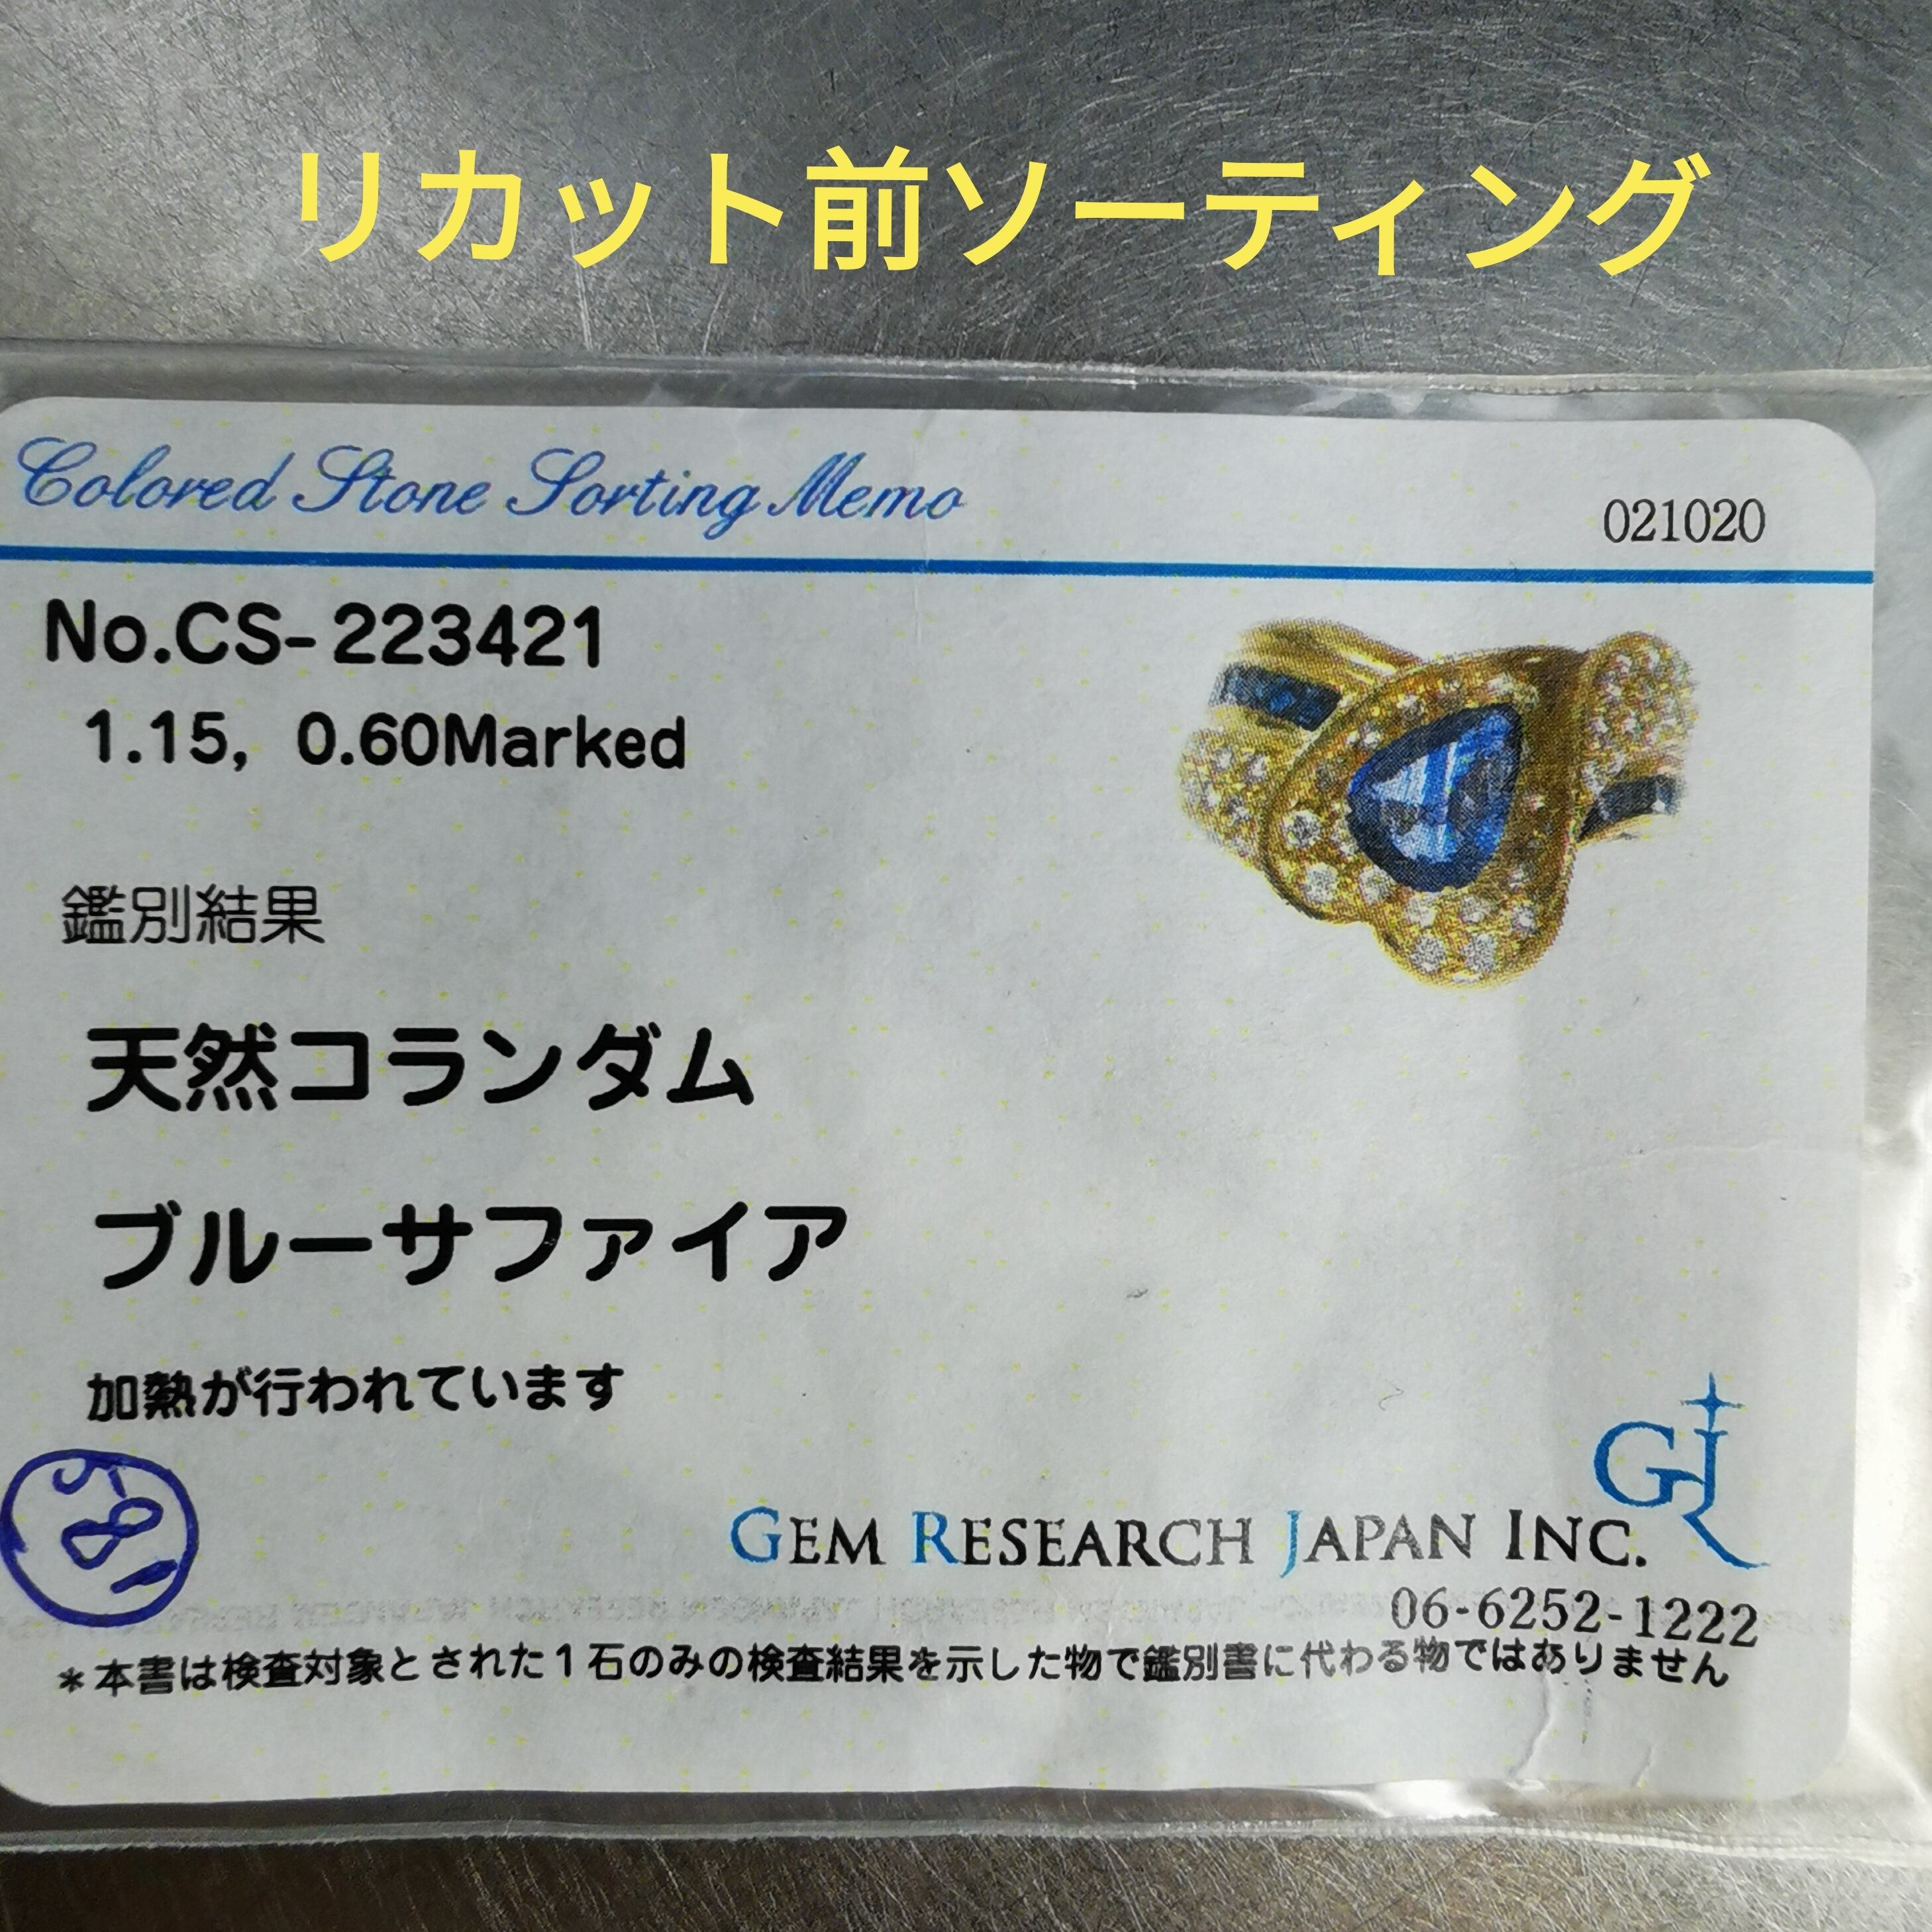 リカット前ソーティング
Colored Stone Sorting Memo
021020
No.CS-223421
1.15, 0.60Marked
鑑別結果
天然コランダム
ブルーサファイア
加熱が行われています
GEM RESEARCH JAPAN INC.
06-6252-1222
*本書は検査対象とされた1石のみの検査結果を示した物で鑑別書に代わる物ではありません